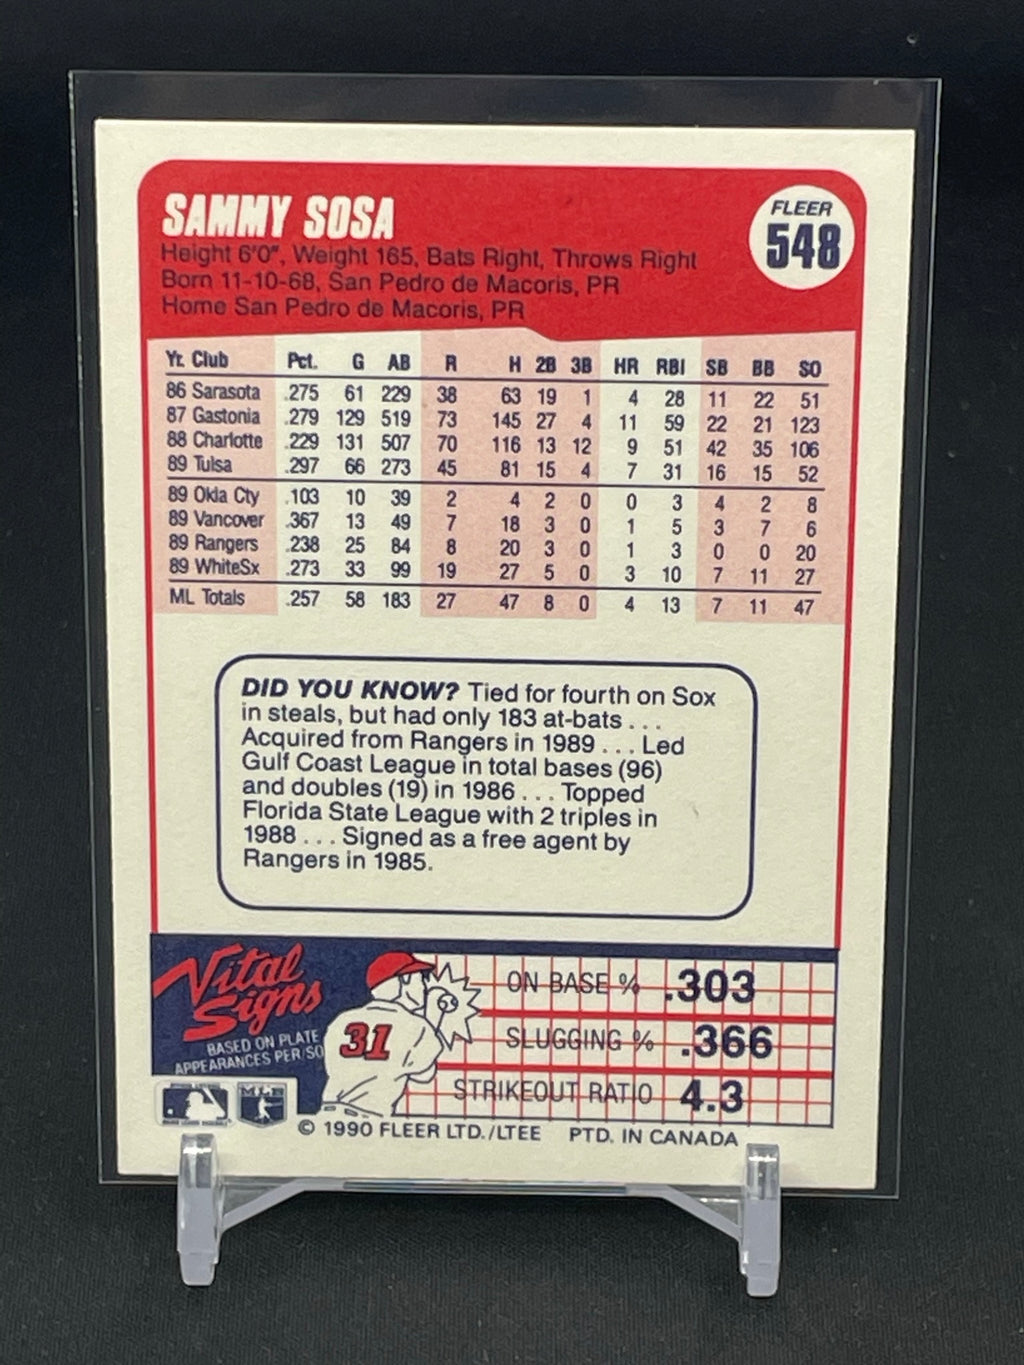 SAMMY SOSA
FLEER
548
Height 6'0", Weight 165, Bats Right, Throws Right
Born 11-10-68, San Pedro de Macoris, PR
Home San Pedro de Macoris, PR
Yr. Club Pct. G AB R H 2B 3B HR RBI SB BB SO
86 Sarasota .275 61 229 38 63 19 1 4 28 11 22 51
87 Gastonia .279 129 519 73 145 27 4 11 59 22 21 123
88 Charlotte .229 131 507 70 116 13 12 9 51 42 35 106
89 Tulsa .297 66 273 45 81 15 4 7 31 16 15 52
89 Okla Cty .103 10 39 2 4 2 0 0 3 4 2 8
89 Vancover .367 13 49 7 18 3 0 1 5 3 7 6
89 Rangers .238 25 84 8 20 3 0 1 3 0 0 20
89 WhiteSx .273 33 99 19 27 5 0 3 10 7 11 27
ML Totals .257 58 183 27 47 8 0 4 13 7 11 47
DID YOU KNOW? Tied for fourth on Sox
in steals, but had only 183 at-bats . . .
Acquired from Rangers in 1989 . . . Led
Gulf Coast League in total bases (96)
and doubles (19) in 1986 . . . Topped
Florida State League with 2 triples in
1988 . . . Signed as a free agent by
Rangers in 1985.
Vital
Signs
BASED ON PLATE
APPEARANCES PER/SO
31
ON BASE % .303
SLUGGING % .366
STRIKEOUT RATIO 4.3
© 1990 FLEER LTD./LTEE PTD. IN CANADA